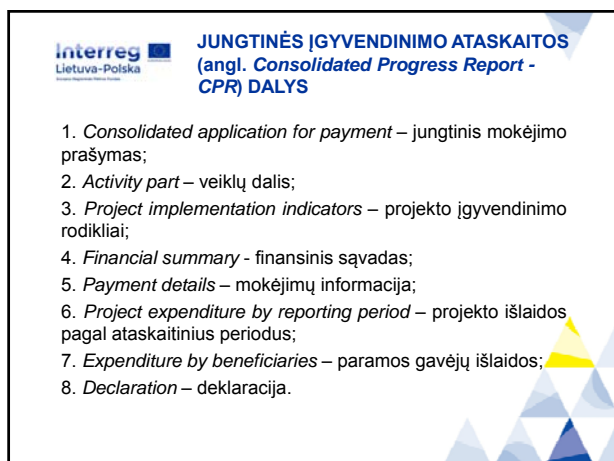 Interreg
Lietuva-Polska
JUNGTINĖS ĮGYVENDINIMO ATASKAITOS
(angl. Consolidated Progress Report -
CPR) DALYS
1. Consolidated application for payment – jungtinis mokėjimo
prašymas;
2. Activity part – veiklų dalis;
3. Project implementation indicators – projekto įgyvendinimo
rodikliai;
4. Financial summary - finansinis sąvadas;
5. Payment details – mokėjimų informacija;
6. Project expenditure by reporting period – projekto išlaidos
pagal ataskaitinius periodus;
7. Expenditure by beneficiaries – paramos gavėjų išlaidos;
8. Declaration – deklaracija.